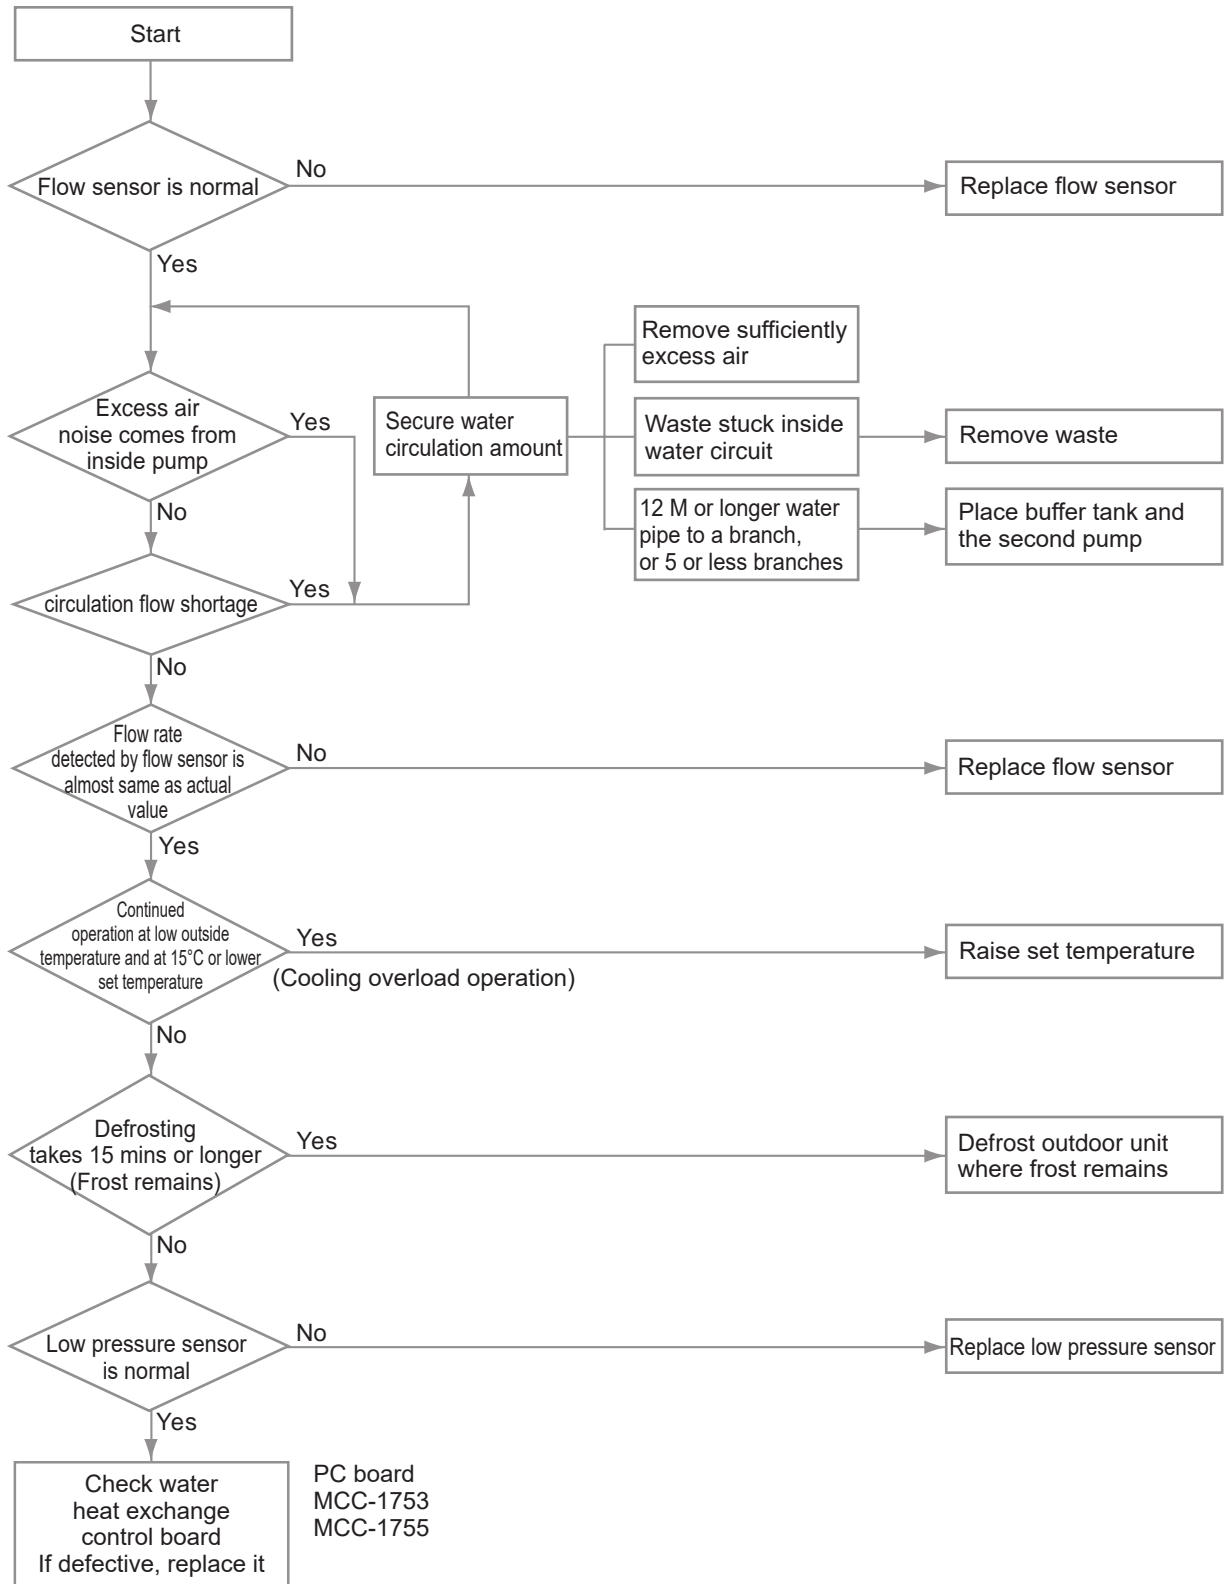 Start
Flow sensor is normal
No
Replace flow sensor
Yes
Excess air
noise comes from
inside pump
Yes
Secure water
circulation amount
Remove sufficiently
excess air
Waste stuck inside
water circuit
Remove waste
12 M or longer water
pipe to a branch,
or 5 or less branches
Place buffer tank and
the second pump
No
circulation flow shortage
Yes
No
Flow rate
detected by flow sensor is
almost same as actual
value
No
Replace flow sensor
Yes
Continued
operation at low outside
temperature and at 15°C or lower
set temperature
Yes
(Cooling overload operation)
Raise set temperature
No
Defrosting
takes 15 mins or longer
(Frost remains)
Yes
Defrost outdoor unit
where frost remains
No
Low pressure sensor
is normal
No
Replace low pressure sensor
Yes
Check water
heat exchange
control board
If defective, replace it
PC board
MCC-1753
MCC-1755